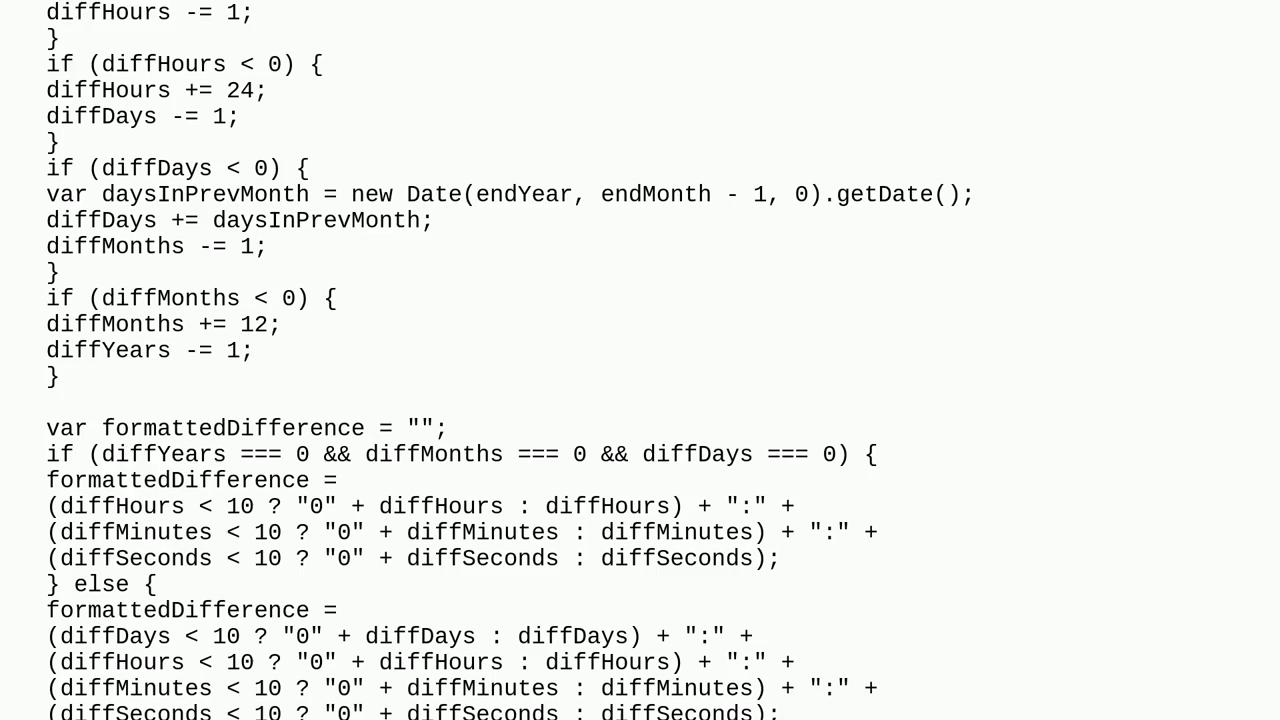 diffHours -= 1;
}
if (diffHours < 0) {
diffHours += 24;
diffDays -= 1;
}
if (diffDays < 0) {
var daysInPrevMonth = new Date(endYear, endMonth - 1, 0).getDate();
diffDays += daysInPrevMonth;
diffMonths -= 1;
}
if (diffMonths < 0) {
diffMonths += 12;
diffYears -= 1;
}

var formattedDifference = "";
if (diffYears === 0 && diffMonths === 0 && diffDays === 0) {
formattedDifference =
(diffHours < 10 ? "0" + diffHours : diffHours) + ":" +
(diffMinutes < 10 ? "0" + diffMinutes : diffMinutes) + ":" +
(diffSeconds < 10 ? "0" + diffSeconds : diffSeconds);
} else {
formattedDifference =
(diffDays < 10 ? "0" + diffDays : diffDays) + ":" +
(diffHours < 10 ? "0" + diffHours : diffHours) + ":" +
(diffMinutes < 10 ? "0" + diffMinutes : diffMinutes) + ":" +
(diffSeconds < 10 ? "0" + diffSeconds : diffSeconds);